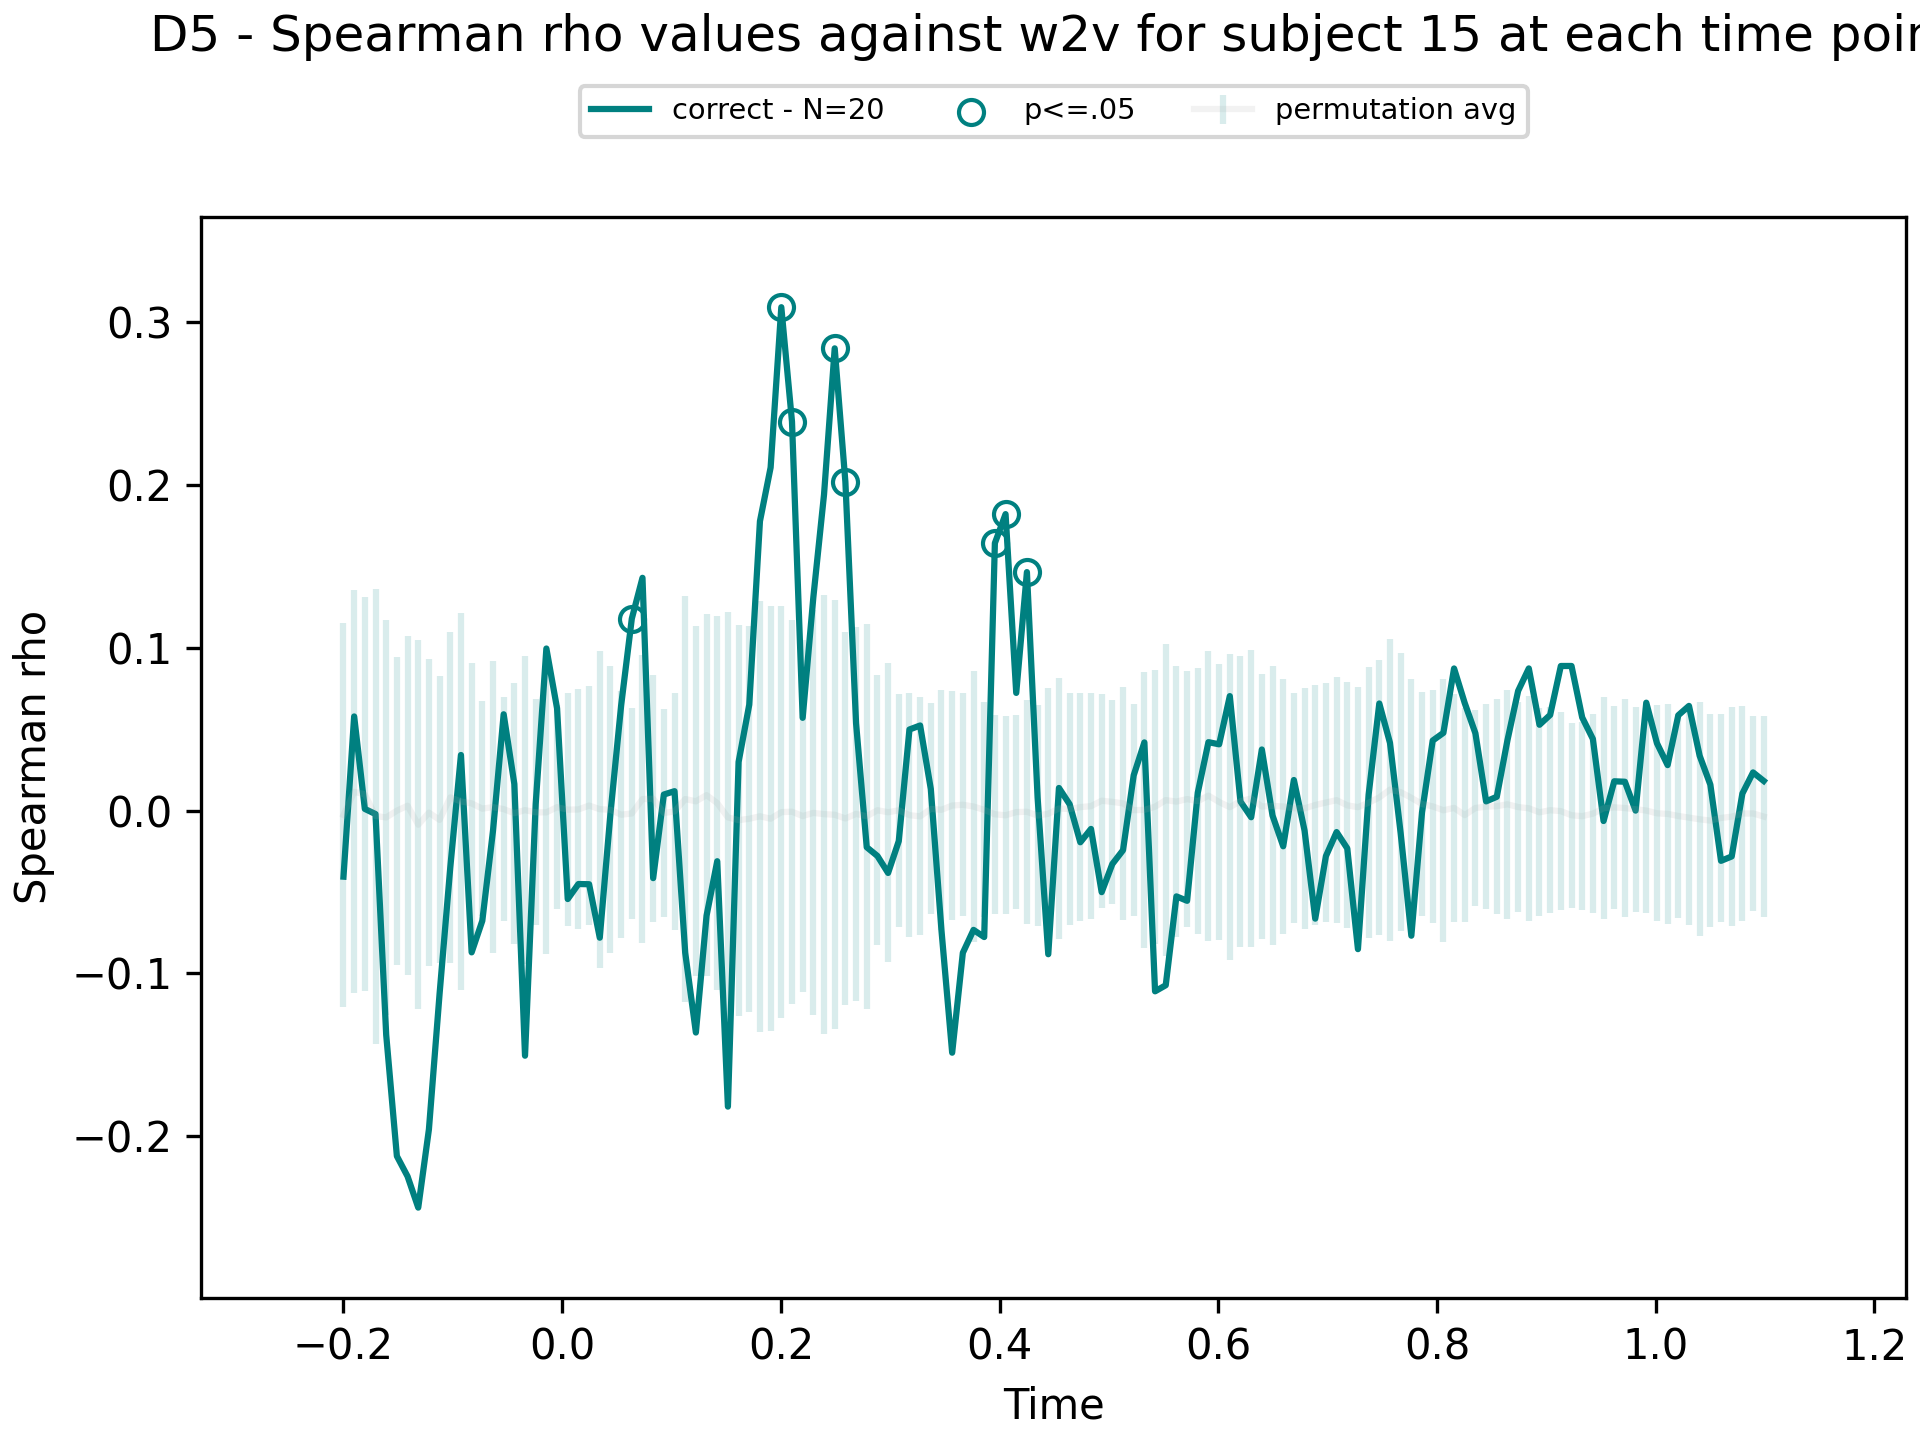 D5 - Spearman rho values against w2v for subject 15 at each time
correct - N=20 p<=.05 permutation avg
0.3
0.2
0.1
0.0
−0.1
−0.2
Spearman rho
−0.2 0.0 0.2 0.4 0.6 0.8 1.0 1.2
Time